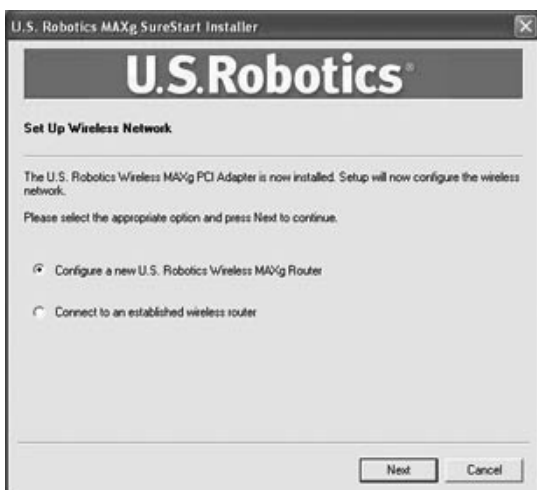 U.S. Robotics MAXg SureStart Installer
U.S.Robotics®
Set Up Wireless Network
The U.S. Robotics Wireless MAXg PCI Adapter is now installed. Setup will now configure the wireless
network.
Please select the appropriate option and press Next to continue.
Configure a new U.S. Robotics Wireless MAXg Router
Connect to an established wireless router
Next
Cancel